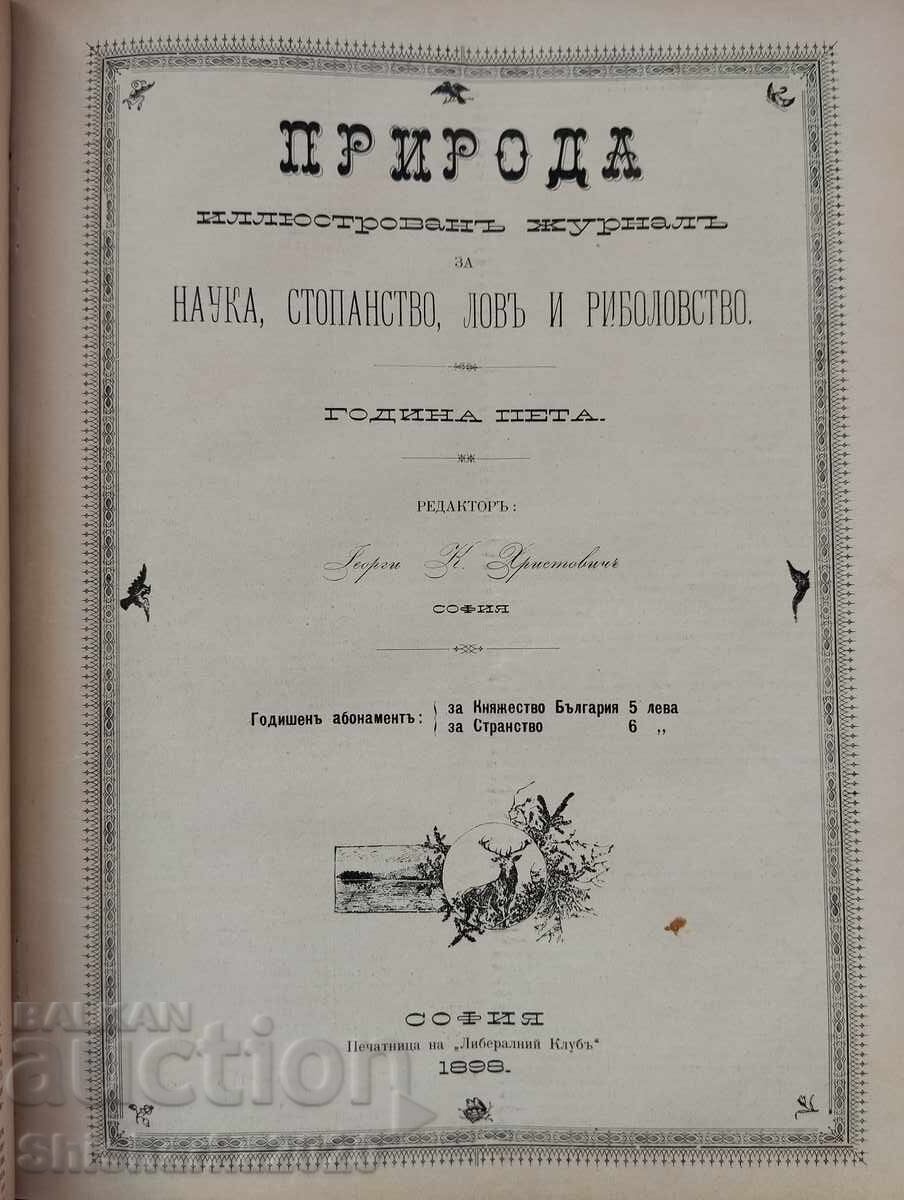 ПРИРОДА
ИЛЛЮСТРОВАНЪ ЖУРНАЛЪ
ЗА
НАУКА, СТОПАНСТВО, ЛОВЪ И РИБОЛОВСТВО.
ГОДИНА ПЕТА.
РЕДАКТОРЪ:
Георги К. Христовичъ
СОФИЯ
Годишенъ абонаментъ: за Княжество България 5 лева
за Странство 6 „
СОФИЯ
Печатница на „Либералний Клубъ“
1898.
BALKAN
auction